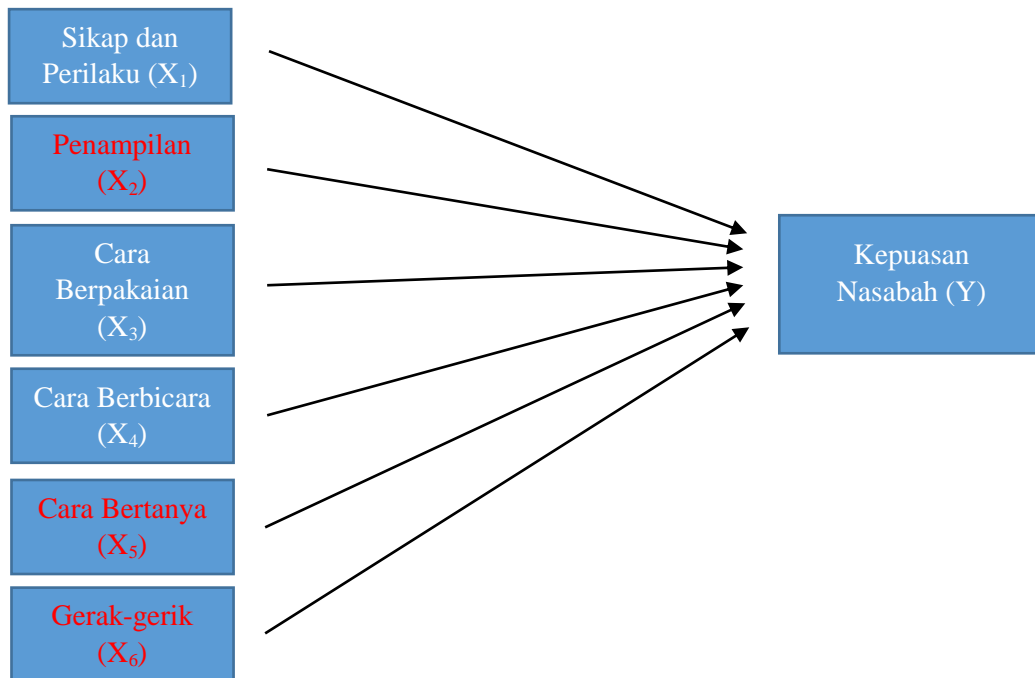 Sikap dan
Perilaku (X₁)
Penampilan
(X₂)
Cara
Berpakaian
(X₃)
Cara Berbicara
(X₄)
Cara Bertanya
(X₅)
Gerak-gerik
(X₆)
Kepuasan
Nasabah (Y)